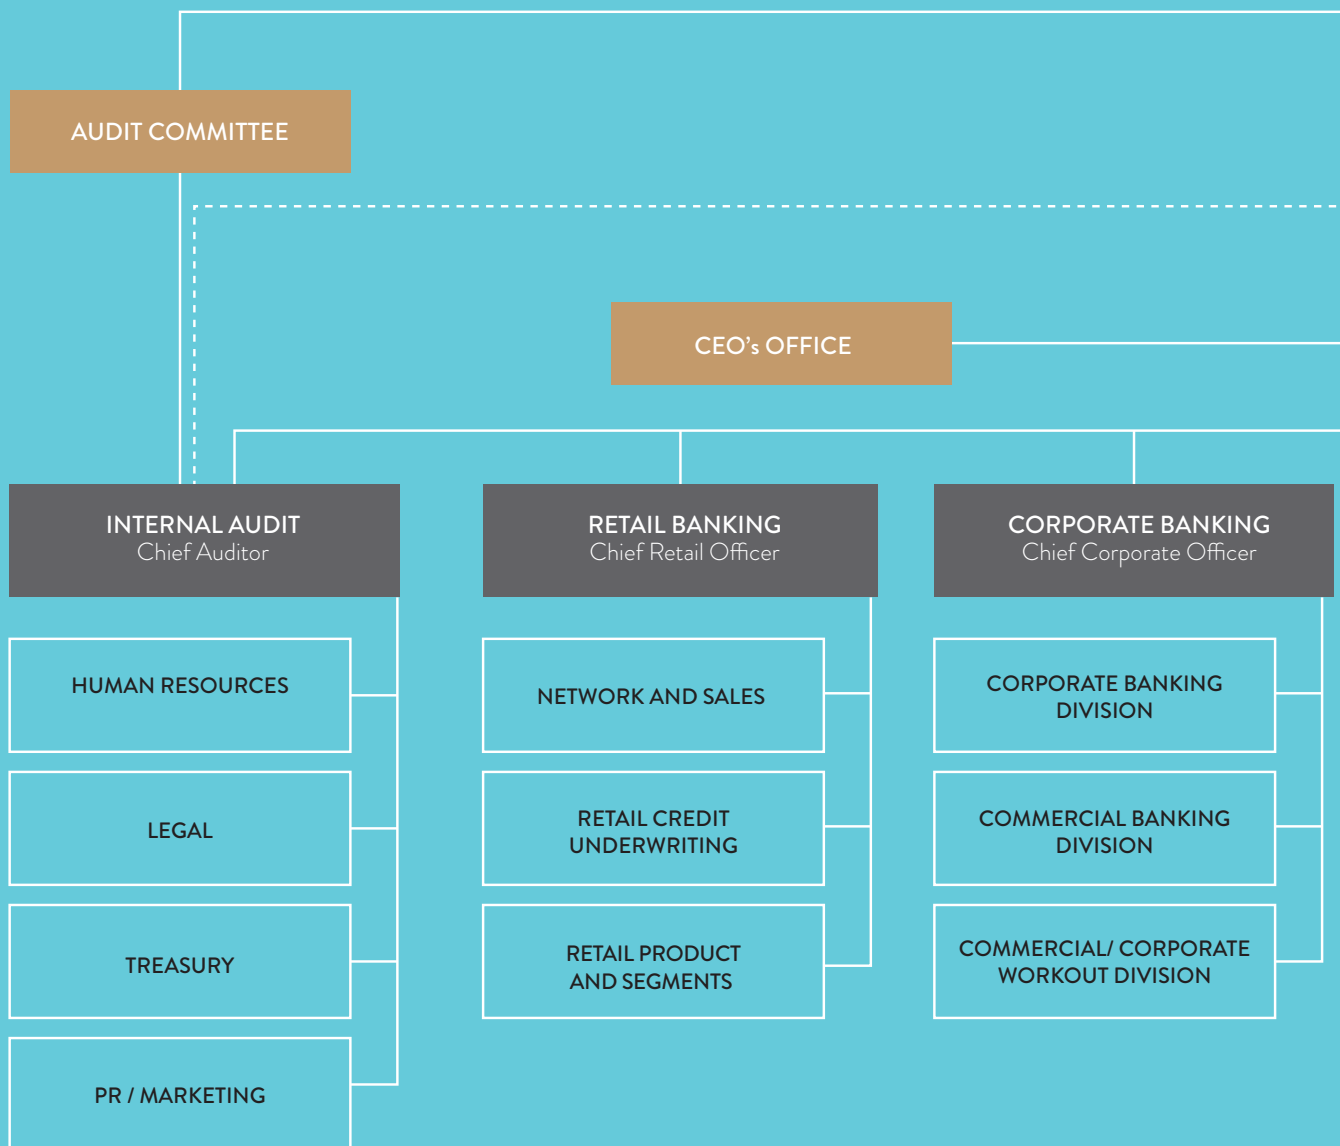 AUDIT COMMITTEE
CEO's OFFICE
INTERNAL AUDIT
Chief Auditor
RETAIL BANKING
Chief Retail Officer
CORPORATE BANKING
Chief Corporate Officer
HUMAN RESOURCES
LEGAL
TREASURY
PR / MARKETING
NETWORK AND SALES
RETAIL CREDIT
UNDERWRITING
RETAIL PRODUCT
AND SEGMENTS
CORPORATE BANKING
DIVISION
COMMERCIAL BANKING
DIVISION
COMMERCIAL/ CORPORATE
WORKOUT DIVISION